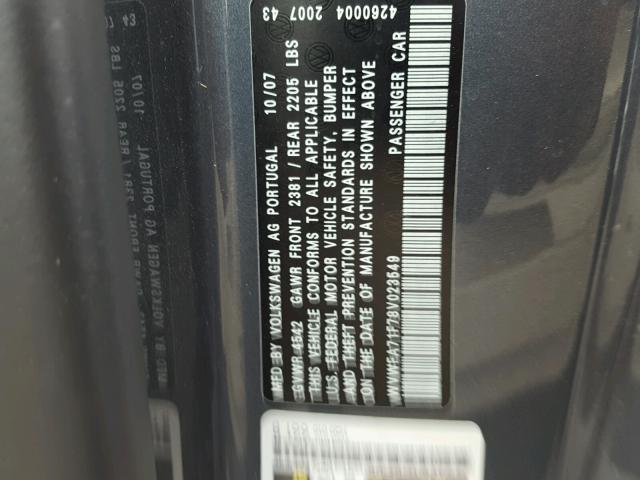 MFD BY VOLKSWAGEN AG PORTUGAL 10/07 2007 43 4260004
GVWR 4542 GAWR FRONT 2381 / REAR 2205 LBS
THIS VEHICLE CONFORMS TO ALL APPLICABLE
U.S. FEDERAL MOTOR VEHICLE SAFETY, BUMPER
AND THEFT PREVENTION STANDARDS IN EFFECT
ON THE DATE OF MANUFACTURE SHOWN ABOVE
WVWFA71F78V023549 PASSENGER CAR